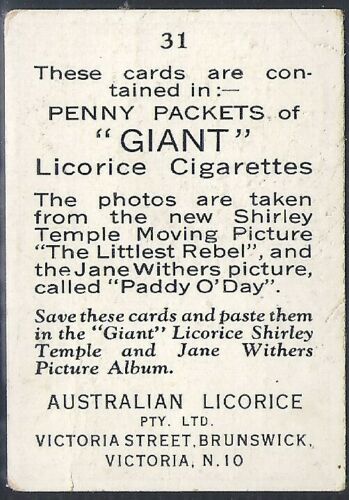 31
These cards are con-
tained in :—
PENNY PACKETS of
"GIANT"
Licorice Cigarettes
The photos are taken
from the new Shirley
Temple Moving Picture
"The Littlest Rebel", and
the Jane Withers picture,
called "Paddy O'Day".
Save these cards and paste them
in the "Giant" Licorice Shirley
Temple and Jane Withers
Picture Album.
AUSTRALIAN LICORICE
PTY. LTD.
VICTORIA STREET, BRUNSWICK,
VICTORIA, N.10